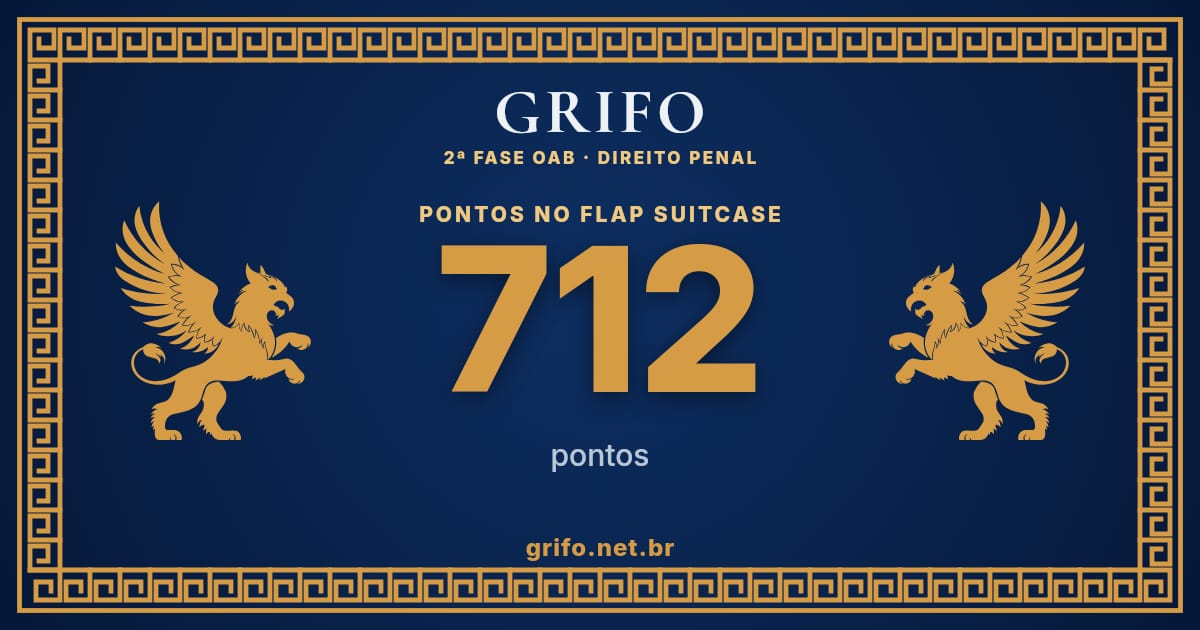 GRIFO
2ª FASE OAB · DIREITO PENAL
PONTOS NO FLAP SUITCASE
712
pontos
grifo.net.br